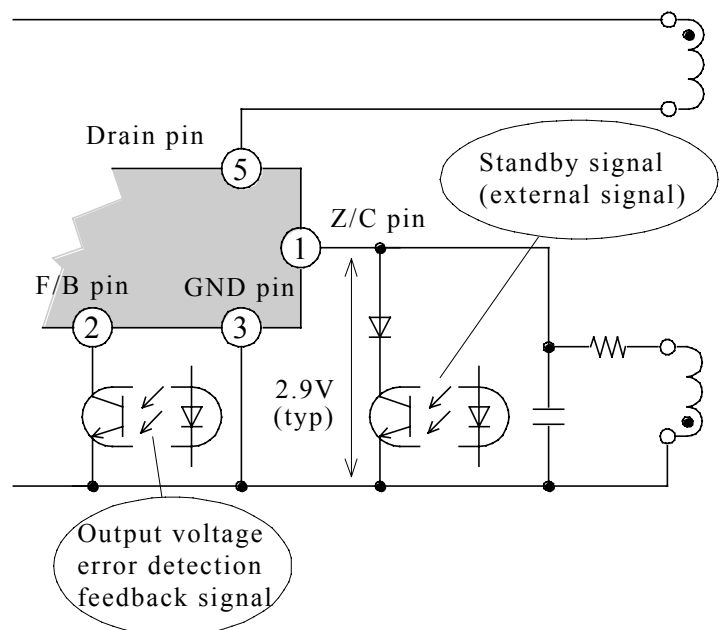 Drain pin
5
Standby signal
(external signal)
Z/C pin
1
F/B pin
GND pin
2
3
2.9V
(typ)
Output voltage
error detection
feedback signal